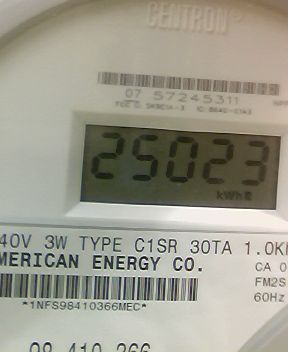 CENTRON®
07 57245311
25023
kWh
40V 3W TYPE C1SR 30TA 1.0K
MERICAN ENERGY CO.
CA 0
FM2S
60Hz
*1NFS98410366MEC*
98 410 366